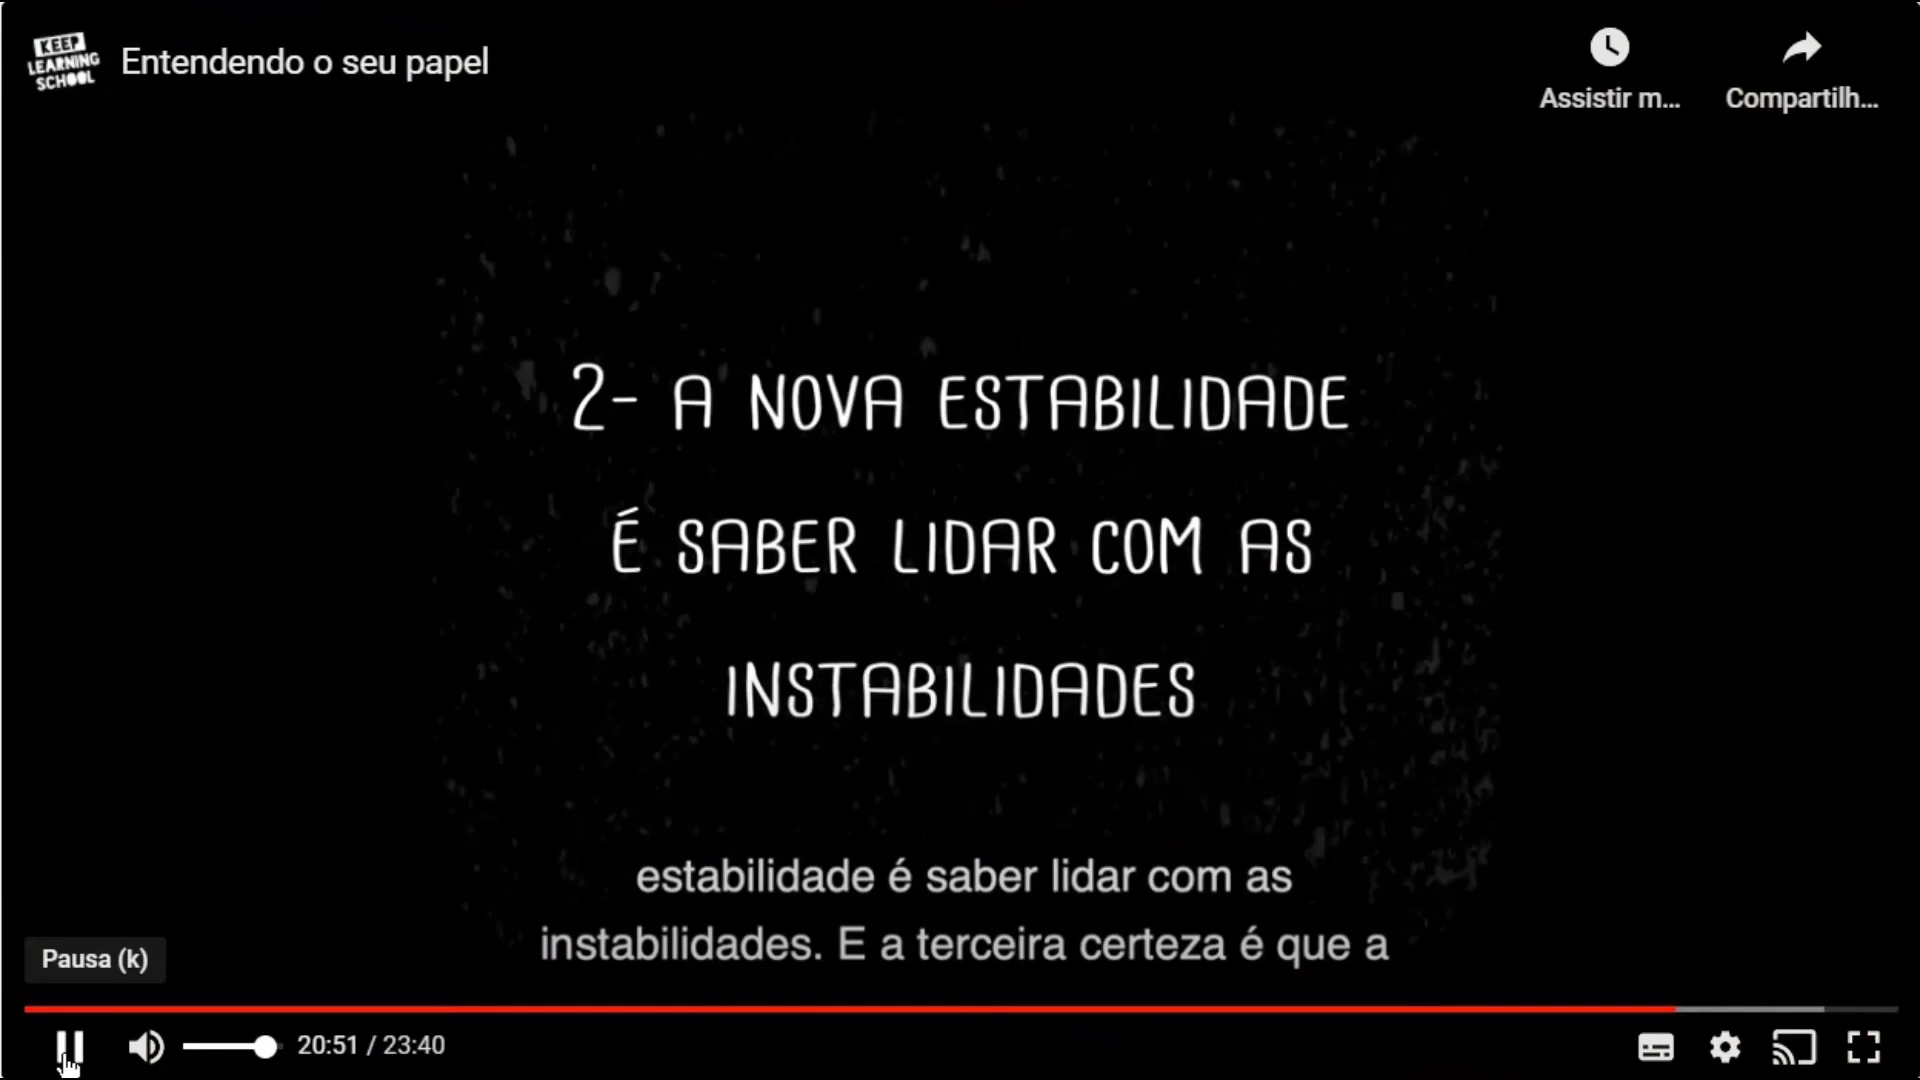 KEEP
LEARNING
SCHOOL
Entendendo o seu papel
Assistir m...
Compartilh...
2- A NOVA ESTABILIDADE
É SABER LIDAR COM AS
INSTABILIDADES
estabilidade é saber lidar com as
instabilidades. E a terceira certeza é que a
Pausa (k)
20:51 / 23:40